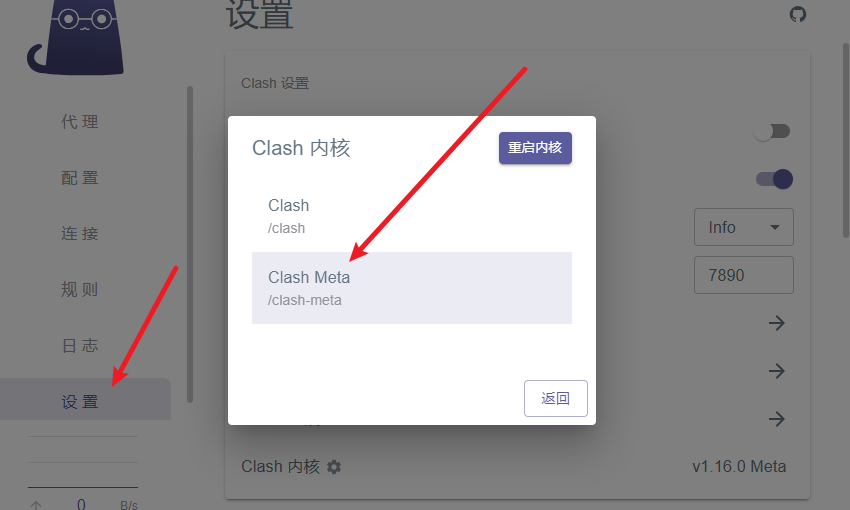 设置
Clash 设置
代 理
配 置
连 接
规 则
日 志
设 置
0
B/s
Clash 内核
重启内核
Clash
/clash
Clash Meta
/clash-meta
返回
Info
7890
Clash 内核
v1.16.0 Meta